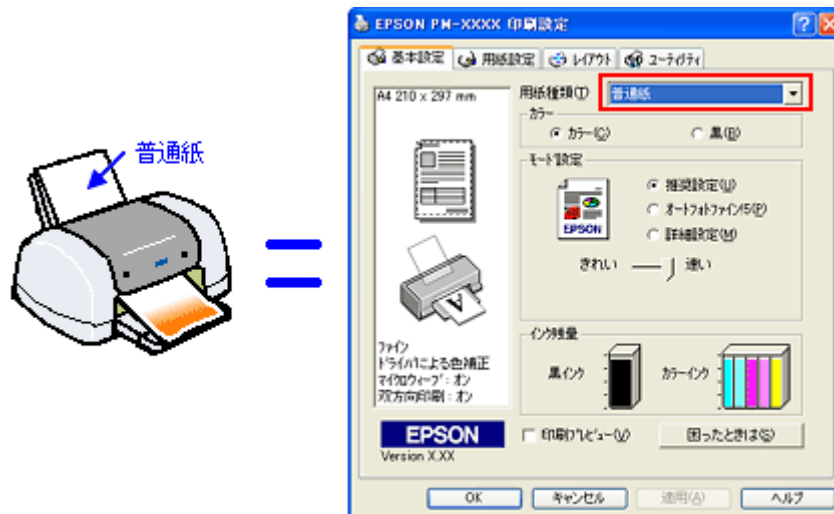 普通紙
=
EPSON PM-XXXX 印刷設定
基本設定 用紙設定 レイアウト ユーティリティ
A4 210 x 297 mm
用紙種類(T) 普通紙
カラー
カラー(C) 黒(B)
モード設定
EPSON
推奨設定(U)
オートフォトファイン!5(P)
詳細設定(M)
きれい 速い
ファイン
ドライバによる色補正
マイクロウィーブ : オン
双方向印刷 : オン
インク残量
黒インク カラーインク
EPSON
Version X.XX
印刷プレビュー(V) 困ったときは(S)
OK キャンセル 適用(A) ヘルプ